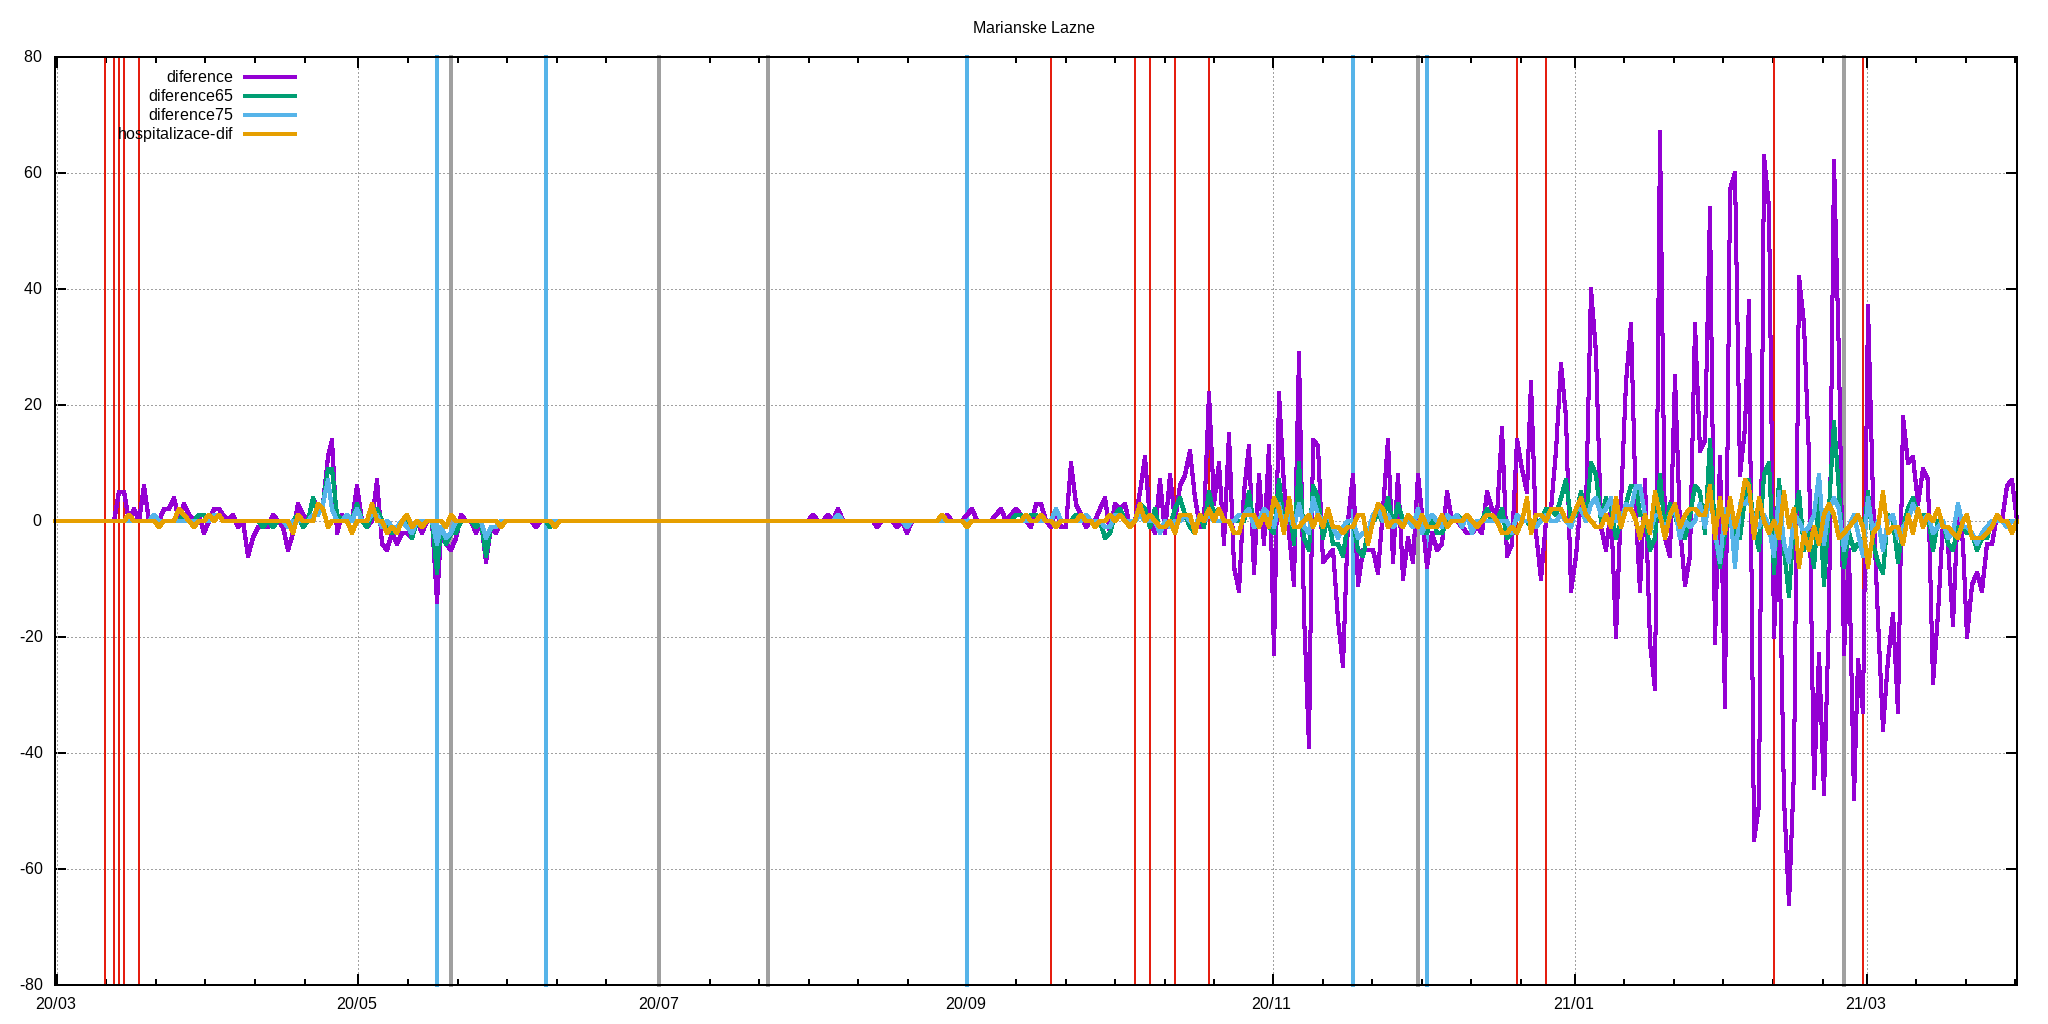 Marianske Lazne
80
60
40
20
0
-20
-40
-60
-80
diference
diference65
diference75
hospitalizace-dif
20/03 20/05 20/07 20/09 20/11 21/01 21/03